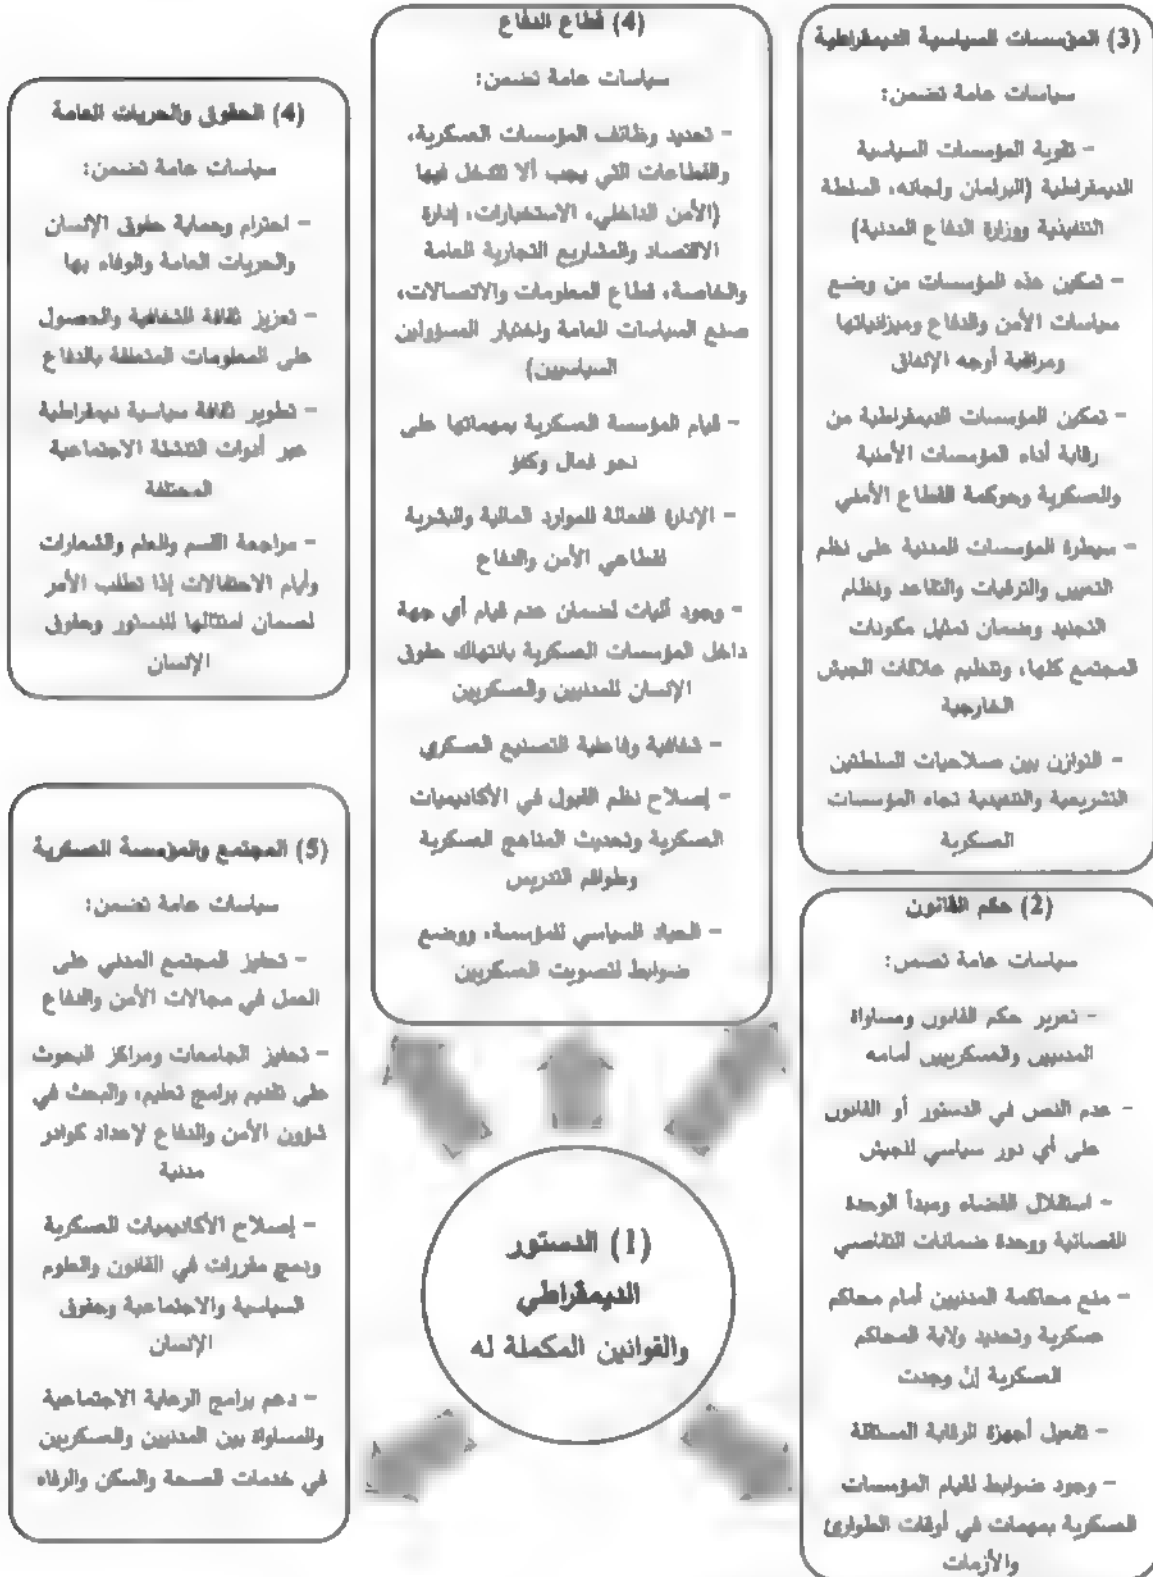 (3) المؤسسات السياسية الديمقراطية
سياسات عامة تضمن:
- تقوية المؤسسات السياسية
الديمقراطية (البرلمان ولجانه، السلطة
التنفيذية ووزارة الدفاع المدنية)
- تمكين هذه المؤسسات من وضع
سياسات الأمن والدفاع وميزانياتها
ومراقبة أوجه الإنفاق
- تمكين المؤسسات الديمقراطية من
رقابة أداء المؤسسات الأمنية
والعسكرية وحوكمة القطاع الأمني
- سيطرة المؤسسات المدنية على نظم
التعيين والترقيات والتقاعد ونظام
التجنيد وضمان تمثيل مكونات
المجتمع كلها، وتنظيم علاقات الجيش
الخارجية
- التوازن بين صلاحيات السلطتين
التشريعية والتنفيذية تجاه المؤسسات
العسكرية
(4) قطاع الدفاع
سياسات عامة تضمن:
- تحديد وظائف المؤسسات العسكرية،
والقطاعات التي يجب ألا تتدخل فيها
(الأمن الداخلي، الاستخبارات، إدارة
الاقتصاد والمشاريع التجارية العامة
والخاصة، قطاع المعلومات والاتصالات،
صنع السياسات العامة واختيار المسؤولين
السياسيين)
- قيام المؤسسة العسكرية بمهماتها على
نحو فعال وكفؤ
- الإدارة الفعالة للموارد المالية والبشرية
لقطاعي الأمن والدفاع
- وجود آليات لضمان عدم قيام أي جهة
داخل المؤسسات العسكرية بانتهاك حقوق
الإنسان للمدنيين والعسكريين
- شفافية وفاعلية التصنيع العسكري
- إصلاح نظم القبول في الأكاديميات
العسكرية وتحديث المناهج العسكرية
وطواقم التدريس
- الحياد السياسي للمؤسسة، ووضع
ضوابط لتصويت العسكريين
(4) الحقوق والحريات العامة
سياسات عامة تضمن:
- احترام وحماية حقوق الإنسان
والحريات العامة والوفاء بها
- تعزيز ثقافة الشفافية والحصول
على المعلومات المتعلقة بالدفاع
- تطوير ثقافة سياسية ديمقراطية
عبر أدوات التنشئة الاجتماعية
المختلفة
- مراجعة القسم والعلم والشعارات
وأيام الاحتفالات إذا تطلب الأمر
لضمان امتثالها للدستور وحقوق
الإنسان
(2) حكم القانون
سياسات عامة تضمن:
- تعزيز حكم القانون ومساواة
المدنيين والعسكريين أمامه
- عدم النص في الدستور أو القانون
على أي دور سياسي للجيش
- استقلال القضاء ومبدأ الوحدة
القضائية ووحدة ضمانات التقاضي
- منع محاكمة المدنيين أمام محاكم
عسكرية وتحديد ولاية المحاكم
العسكرية إنْ وجدت
- تفعيل أجهزة الرقابة المستقلة
- وجود ضوابط لقيام المؤسسات
العسكرية بمهمات في أوقات الطوارئ
والأزمات
(1) الدستور
الديمقراطي
والقوانين المكملة له
(5) المجتمع والمؤسسة العسكرية
سياسات عامة تضمن:
- تحفيز المجتمع المدني على
العمل في مجالات الأمن والدفاع
- تحفيز الجامعات ومراكز البحوث
على تقديم برامج تعليم، والبحث في
شؤون الأمن والدفاع لإعداد كوادر
مدنية
- إصلاح الأكاديميات العسكرية
ودمج مقررات في القانون والعلوم
السياسية والاجتماعية وحقوق
الإنسان
- دعم برامج الرعاية الاجتماعية
والمساواة بين المدنيين والعسكريين
في خدمات الصحة والسكن والرفاه